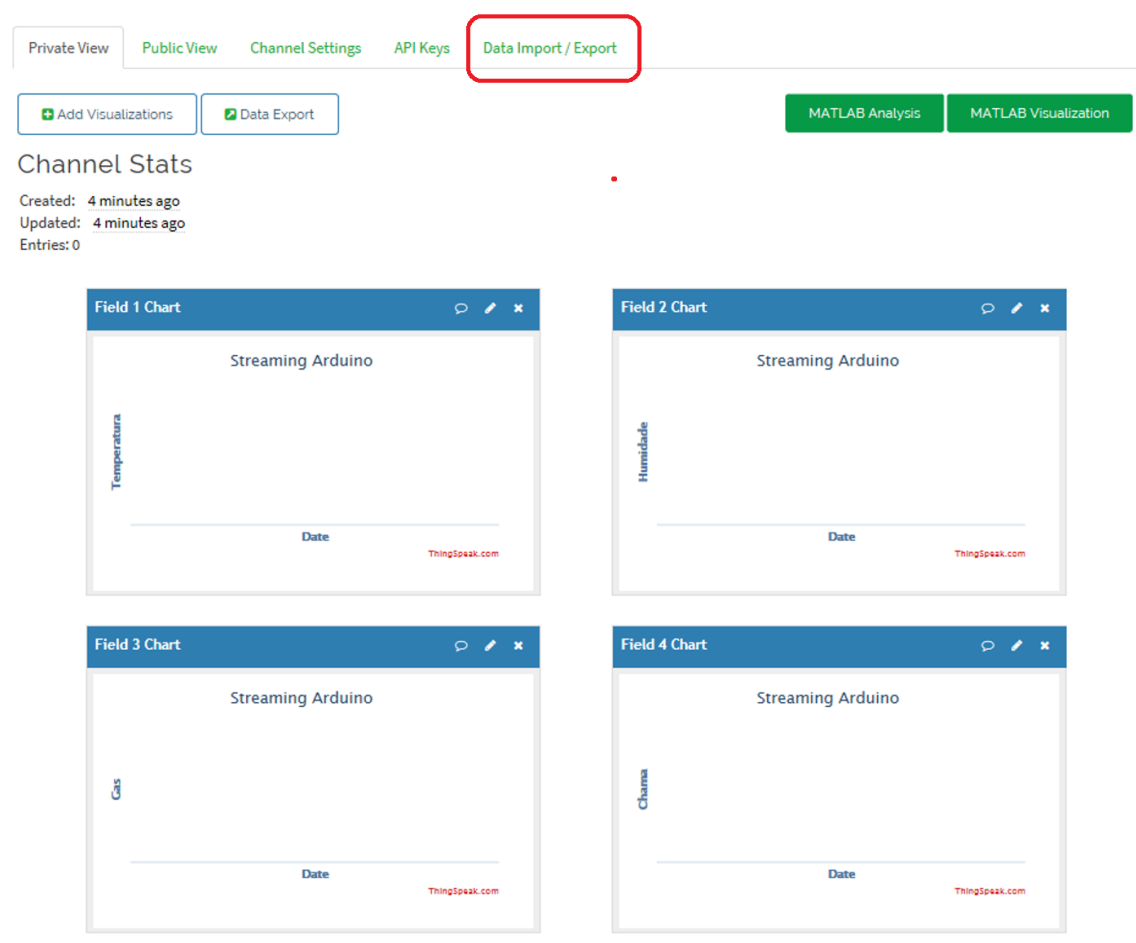 Private View Public View Channel Settings API Keys Data Import / Export
Add Visualizations Data Export MATLAB Analysis MATLAB Visualization
Channel Stats
Created: 4 minutes ago
Updated: 4 minutes ago
Entries: 0
Field 1 Chart
Streaming Arduino
Temperatura
Date
ThingSpeak.com
Field 2 Chart
Streaming Arduino
Humidade
Date
ThingSpeak.com
Field 3 Chart
Streaming Arduino
Gas
Date
ThingSpeak.com
Field 4 Chart
Streaming Arduino
Chama
Date
ThingSpeak.com